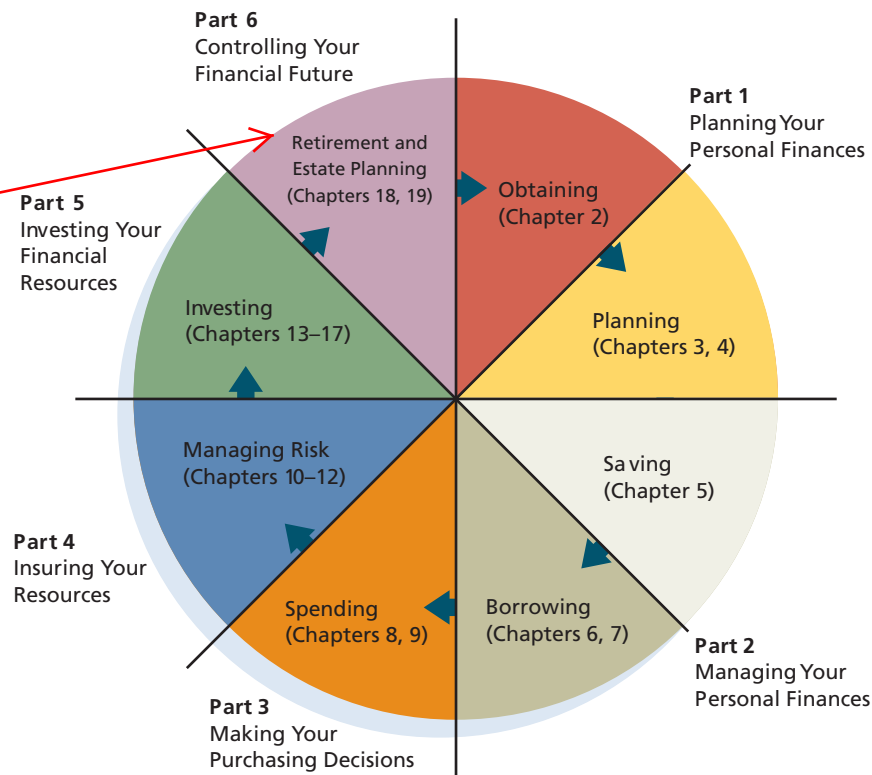 Part 6
Controlling Your
Financial Future
Part 1
Planning Your
Personal Finances
Retirement and
Estate Planning
(Chapters 18, 19)
Obtaining
(Chapter 2)
Part 5
Investing Your
Financial
Resources
Investing
(Chapters 13–17)
Planning
(Chapters 3, 4)
Managing Risk
(Chapters 10–12)
Saving
(Chapter 5)
Part 4
Insuring Your
Resources
Spending
(Chapters 8, 9)
Borrowing
(Chapters 6, 7)
Part 2
Managing Your
Personal Finances
Part 3
Making Your
Purchasing Decisions